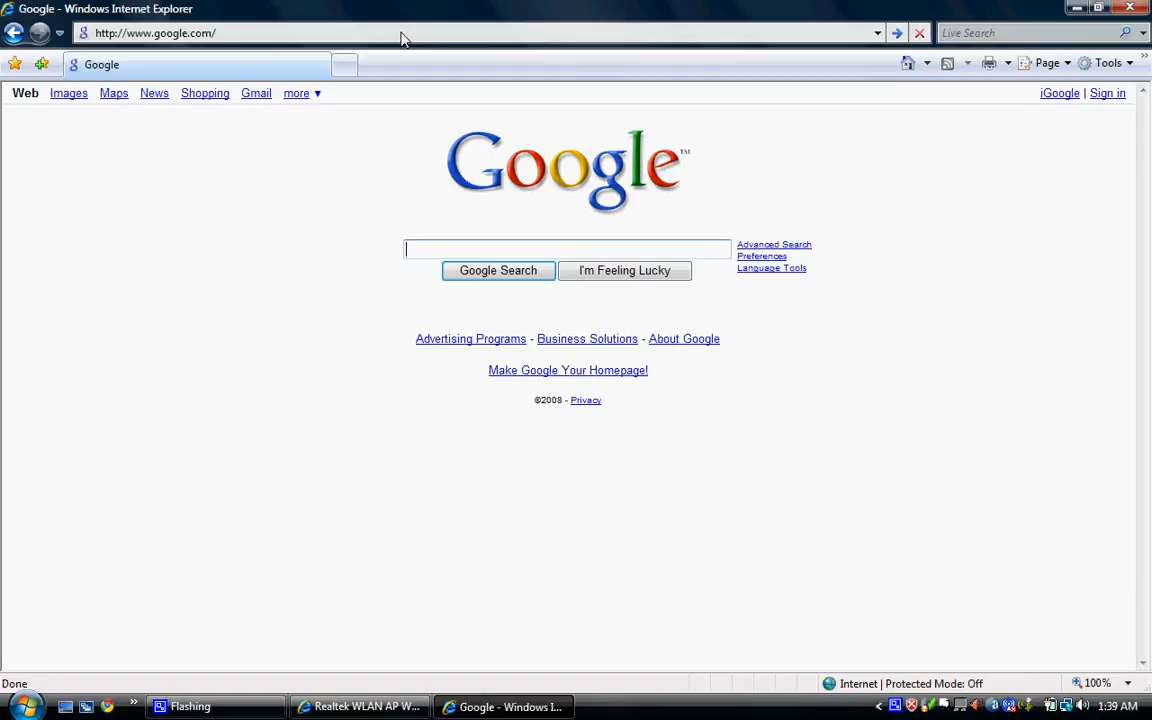 Google - Windows Internet Explorer
http://www.google.com/
Live Search
Google
Page
Tools
Web Images Maps News Shopping Gmail more ▼
iGoogle | Sign in
Google™
Advanced Search
Preferences
Language Tools
Google Search
I'm Feeling Lucky
Advertising Programs - Business Solutions - About Google
Make Google Your Homepage!
©2008 - Privacy
Done
Internet | Protected Mode: Off
100%
Flashing
Realtek WLAN AP W...
Google - Windows I...
1:39 AM